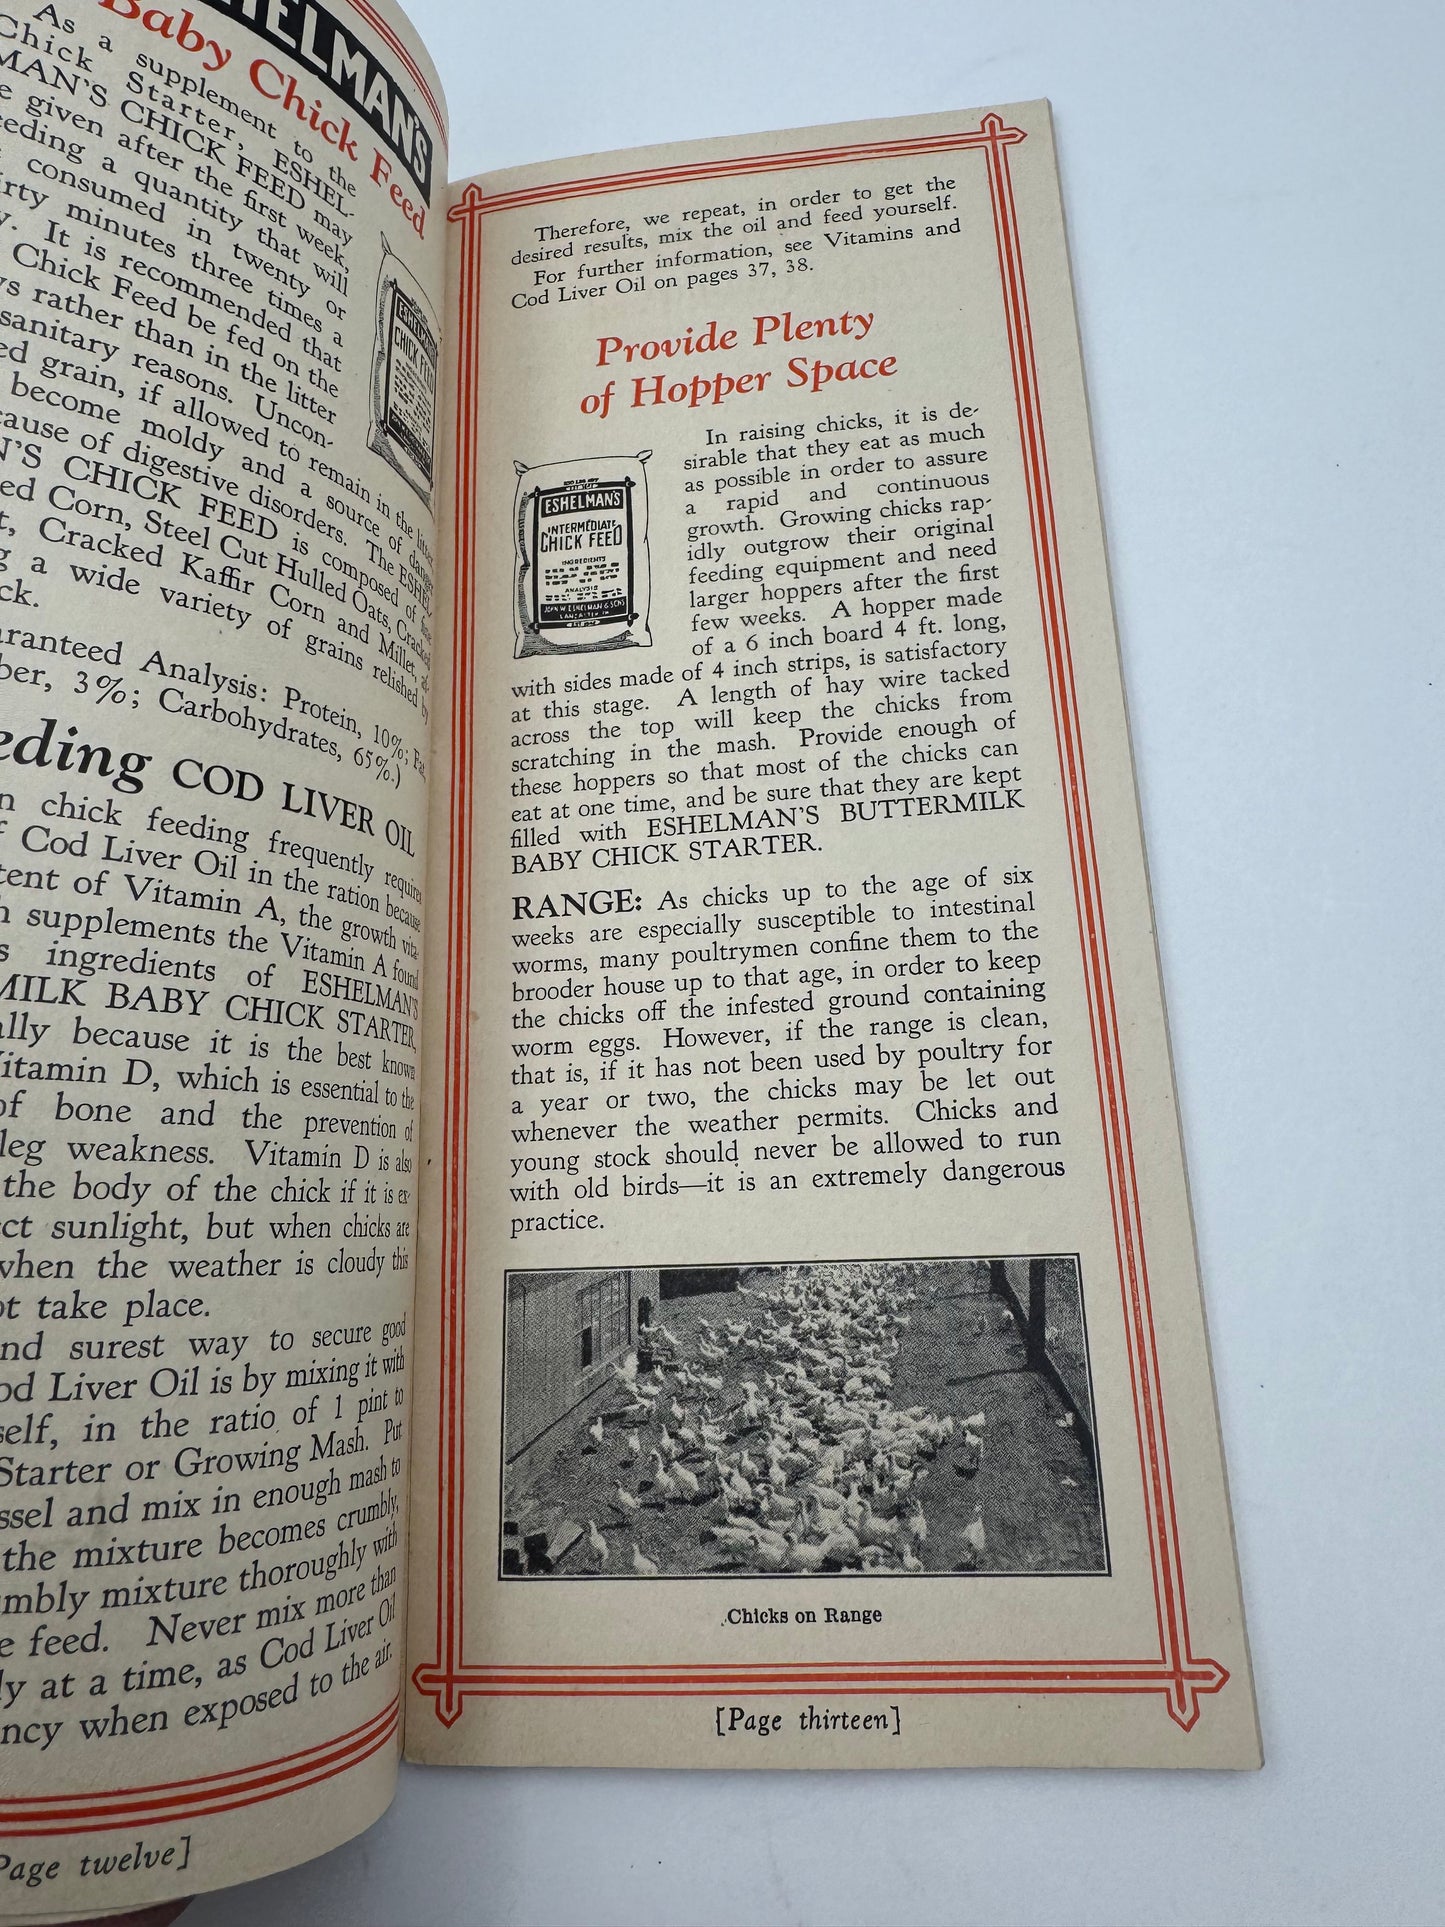 ESHELMAN'S
Baby Chick Feed
As a supplement to the
Chick Starter, ESHEL-
MAN'S CHICK FEED may
given after the first week,
feeding a quantity that will
consumed in twenty or
thirty minutes three times a
It is recommended that
Chick Feed be fed on the
rather than in the litter
sanitary reasons. Uncon-
grain, if allowed to remain in the litter
become moldy and a source of danger
cause of digestive disorders. The ESHEL-
CHICK FEED is composed of
Corn, Steel Cut Hulled Oats, Cracked
Cracked Kaffir Corn and Millet,
a wide variety of grains relished by
Guaranteed Analysis: Protein, 10%; Fat,
3%; Carbohydrates, 65%.)
ESHELMAN'S
CHICK FEED
Feeding COD LIVER OIL
chick feeding frequently requires
Cod Liver Oil in the ration because
of Vitamin A, the growth vita-
supplements the Vitamin A found
ingredients of ESHELMAN'S
BABY CHICK STARTER,
because it is the best known
Vitamin D, which is essential to the
of bone and the prevention of
leg weakness. Vitamin D is also
the body of the chick if it is ex-
sunlight, but when chicks are
when the weather is cloudy this
take place.
and surest way to secure good
Cod Liver Oil is by mixing it with
in the ratio of 1 pint to
Starter or Growing Mash. Put
and mix in enough mash to
the mixture becomes crumbly,
mixture thoroughly with
feed. Never mix more than
at a time, as Cod Liver Oil
when exposed to the air.
Page twelve]
Therefore, we repeat, in order to get the
desired results, mix the oil and feed yourself.
For further information, see Vitamins and
Cod Liver Oil on pages 37, 38.
Provide Plenty
of Hopper Space
ESHELMAN'S
INTERMEDIATE
CHICK FEED
INGREDIENTS
ANALYSIS
JOHN W. ESHELMAN & SONS
LANCASTER, PA.
In raising chicks, it is de-
sirable that they eat as much
as possible in order to assure
a rapid and continuous
growth. Growing chicks rap-
idly outgrow their original
feeding equipment and need
larger hoppers after the first
few weeks. A hopper made
of a 6 inch board 4 ft. long,
with sides made of 4 inch strips, is satisfactory
at this stage. A length of hay wire tacked
across the top will keep the chicks from
scratching in the mash. Provide enough of
these hoppers so that most of the chicks can
eat at one time, and be sure that they are kept
filled with ESHELMAN'S BUTTERMILK
BABY CHICK STARTER.
RANGE: As chicks up to the age of six
weeks are especially susceptible to intestinal
worms, many poultrymen confine them to the
brooder house up to that age, in order to keep
the chicks off the infested ground containing
worm eggs. However, if the range is clean,
that is, if it has not been used by poultry for
a year or two, the chicks may be let out
whenever the weather permits. Chicks and
young stock should never be allowed to run
with old birds—it is an extremely dangerous
practice.
Chicks on Range
[Page thirteen]